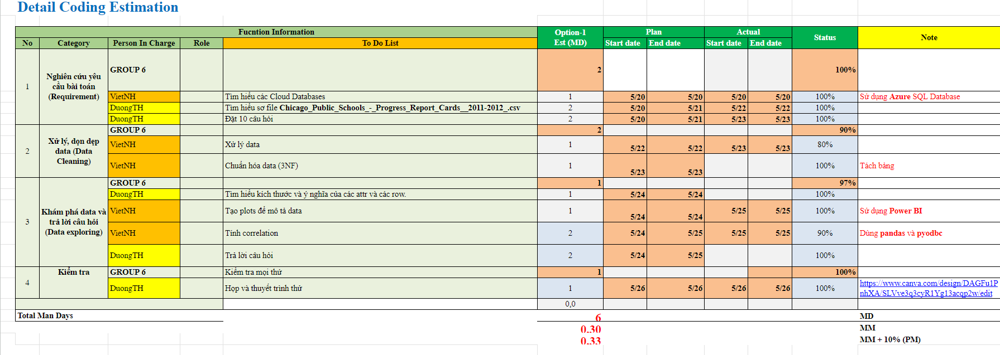 Detail Coding Estimation
Fucntion Information
Option-1 Est (MD)
Plan
Actual
Status
Note
No Category Person In Charge Role To Do List Start date End date Start date End date
1 Nghiên cứu yêu cầu bài toán (Requirement)
GROUP 6 2 100%
VietNH Tìm hiểu các Cloud Databases 1 5/20 5/20 5/20 5/20 100% Sử dụng Azure SQL Database
DuongTH Tìm hiểu sơ file Chicago_Public_Schools_-_Progress_Report_Cards__2011-2012_.csv 2 5/20 5/21 5/22 5/22 100%
DuongTH Đặt 10 câu hỏi 2 5/20 5/21 5/23 5/23 100%
2 Xử lý, dọn dẹp data (Data Cleaning)
GROUP 6 2 90%
VietNH Xử lý data 1 5/22 5/22 5/23 5/23 80%
VietNH Chuẩn hóa data (3NF) 1 5/23 5/23 100% Tách bảng
3 Khám phá data và trả lời câu hỏi (Data exploring)
GROUP 6 1 97%
DuongTH Tìm hiểu kích thước và ý nghĩa của các attr và các row. 1 5/24 5/24 100%
VietNH Tạo plots để mô tả data 1 5/24 5/24 5/25 5/25 100% Sử dụng Power BI
VietNH Tính correlation 2 5/24 5/25 5/25 5/25 90% Dùng pandas và pyodbc
DuongTH Trả lời câu hỏi 2 5/24 5/25 100%
4 Kiểm tra
GROUP 6 Kiểm tra mọi thứ 1 100%
DuongTH Họp và thuyết trình thử 1 5/26 5/26 5/26 5/26 100% https://www.canva.com/design/DAGFu1P
nhXA/SLVve3q3cyR1Yg13acqp2w/edit
0,0
Total Man Days 6 MD
0.30 MM
0.33 MM + 10% (PM)